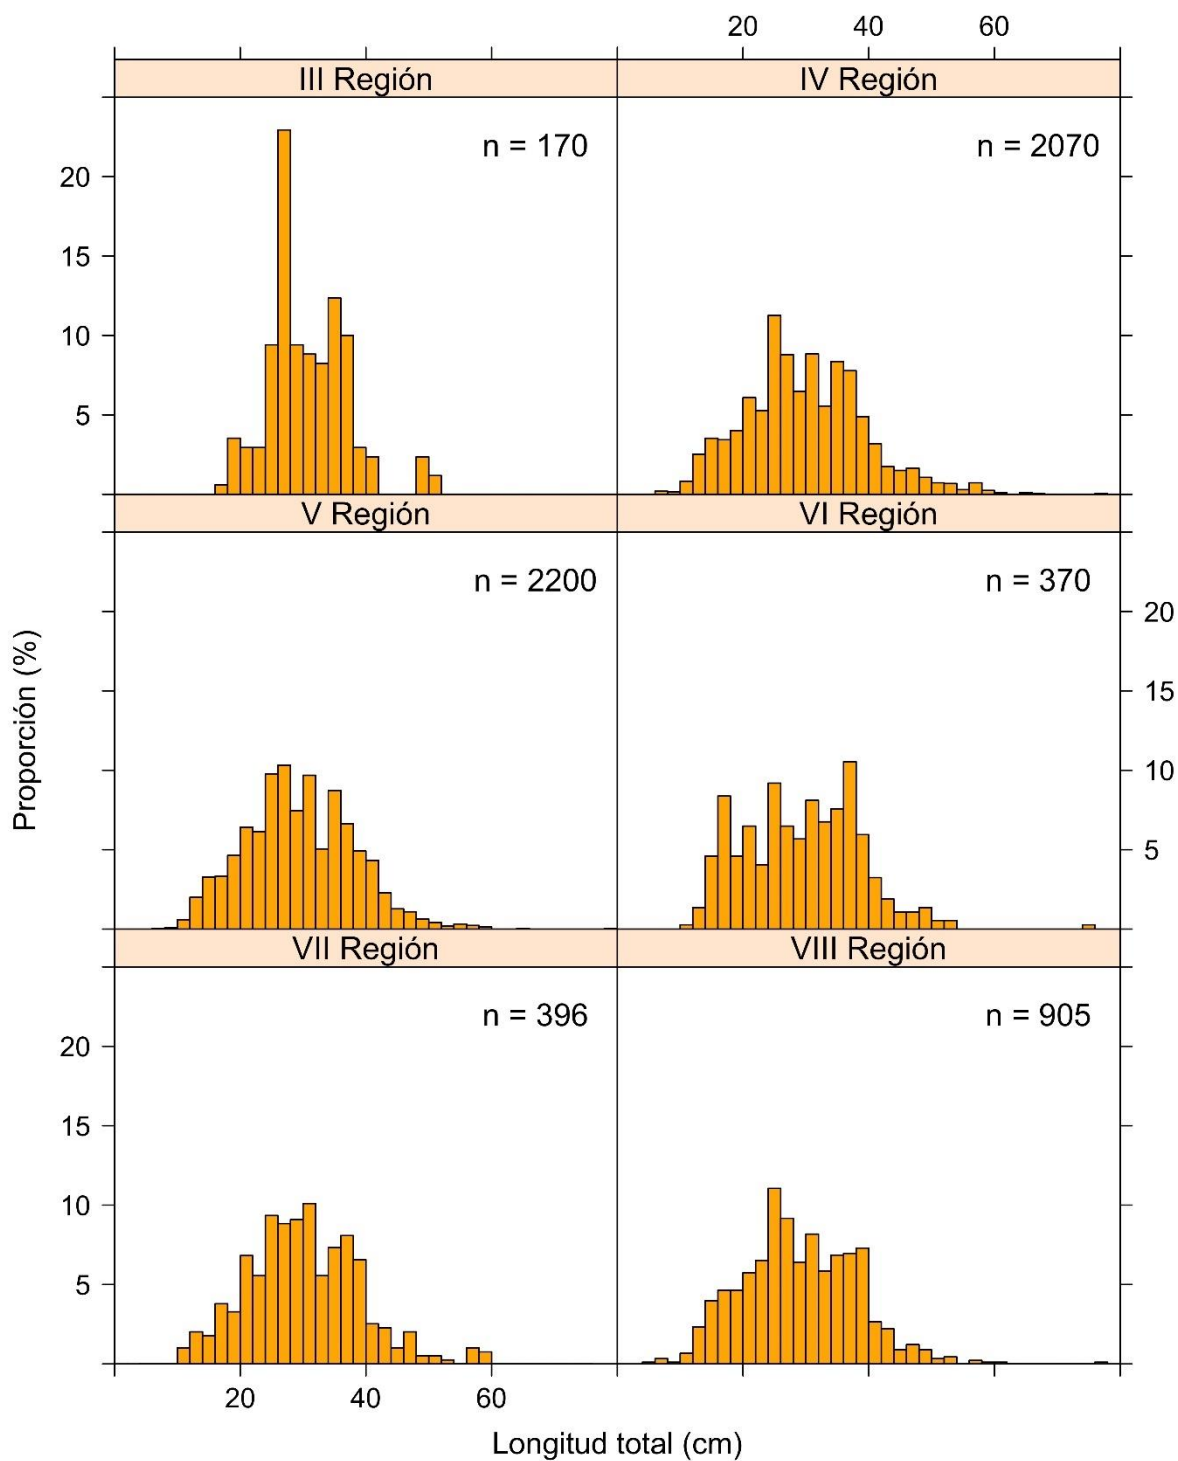 20 40 60
III Región
IV Región
n = 170
n = 2070
20
15
10
5
V Región
VI Región
n = 2200
n = 370
20
15
10
5
Proporción (%)
VII Región
VIII Región
n = 396
n = 905
20
15
10
5
20 40 60
Longitud total (cm)